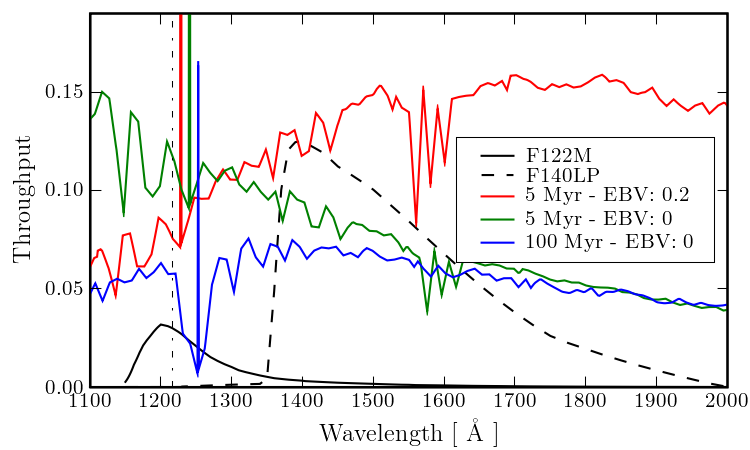 0.15
0.10
0.05
0.00
Throughput
F122M
F140LP
5 Myr - EBV: 0.2
5 Myr - EBV: 0
100 Myr - EBV: 0
1100 1200 1300 1400 1500 1600 1700 1800 1900 2000
Wavelength [ Å ]